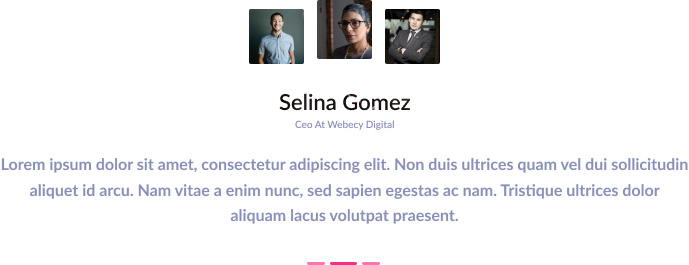 Selina Gomez
Ceo At Webecy Digital
Lorem ipsum dolor sit amet, consectetur adipiscing elit. Non duis ultrices quam vel dui sollicitudin
aliquet id arcu. Nam vitae a enim nunc, sed sapien egestas ac nam. Tristique ultrices dolor
aliquam lacus volutpat praesent.